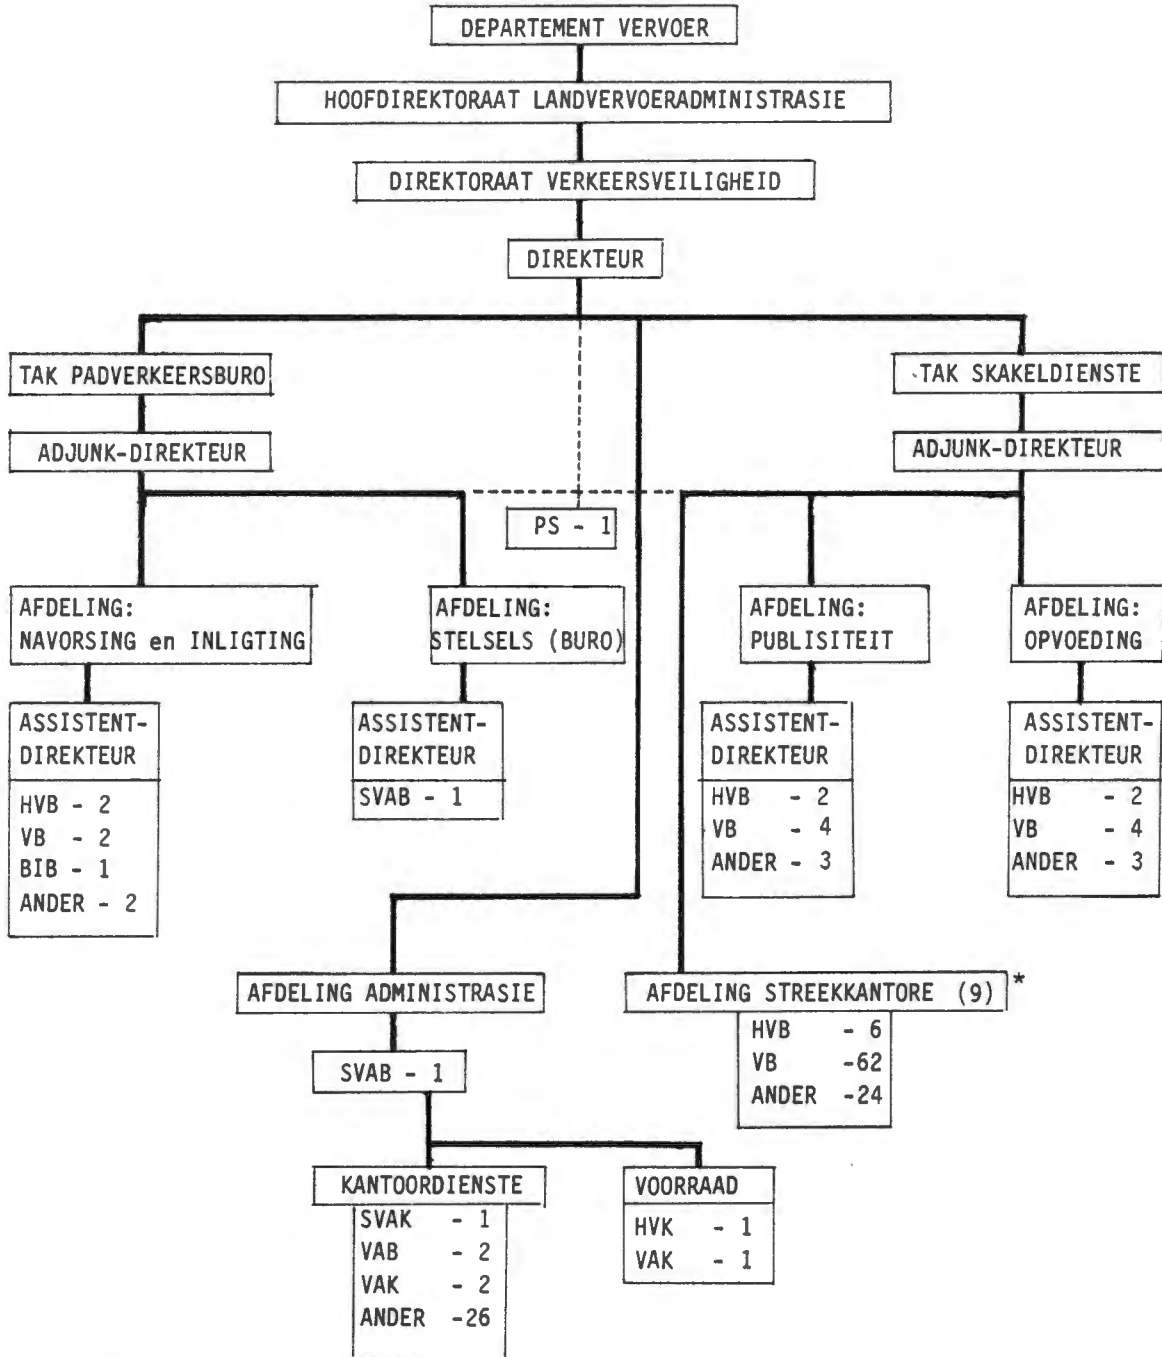 DEPARTEMENT VERVOER
HOOFDIREKTORAAT LANDVERVOERADMINISTRASIE
DIREKTORAAT VERKEERSVEILIGHEID
DIREKTEUR
TAK PADVERKEERSBURO
TAK SKAKELDIENSTE
ADJUNK-DIREKTEUR
ADJUNK-DIREKTEUR
PS - 1
AFDELING:
NAVORSING en INLIGTING
AFDELING:
STELSELS (BURO)
AFDELING:
PUBLISITEIT
AFDELING:
OPVOEDING
ASSISTENT-
DIREKTEUR
HVB - 2
VB - 2
BIB - 1
ANDER - 2
ASSISTENT-
DIREKTEUR
SVAB - 1
ASSISTENT-
DIREKTEUR
HVB - 2
VB - 4
ANDER - 3
ASSISTENT-
DIREKTEUR
HVB - 2
VB - 4
ANDER - 3
AFDELING ADMINISTRASIE
SVAB - 1
AFDELING STREEKKANTORE (9) *
HVB - 6
VB -62
ANDER -24
KANTOORDIENSTE
SVAK - 1
VAB - 2
VAK - 2
ANDER -26
VOORRAAD
HVK - 1
VAK - 1